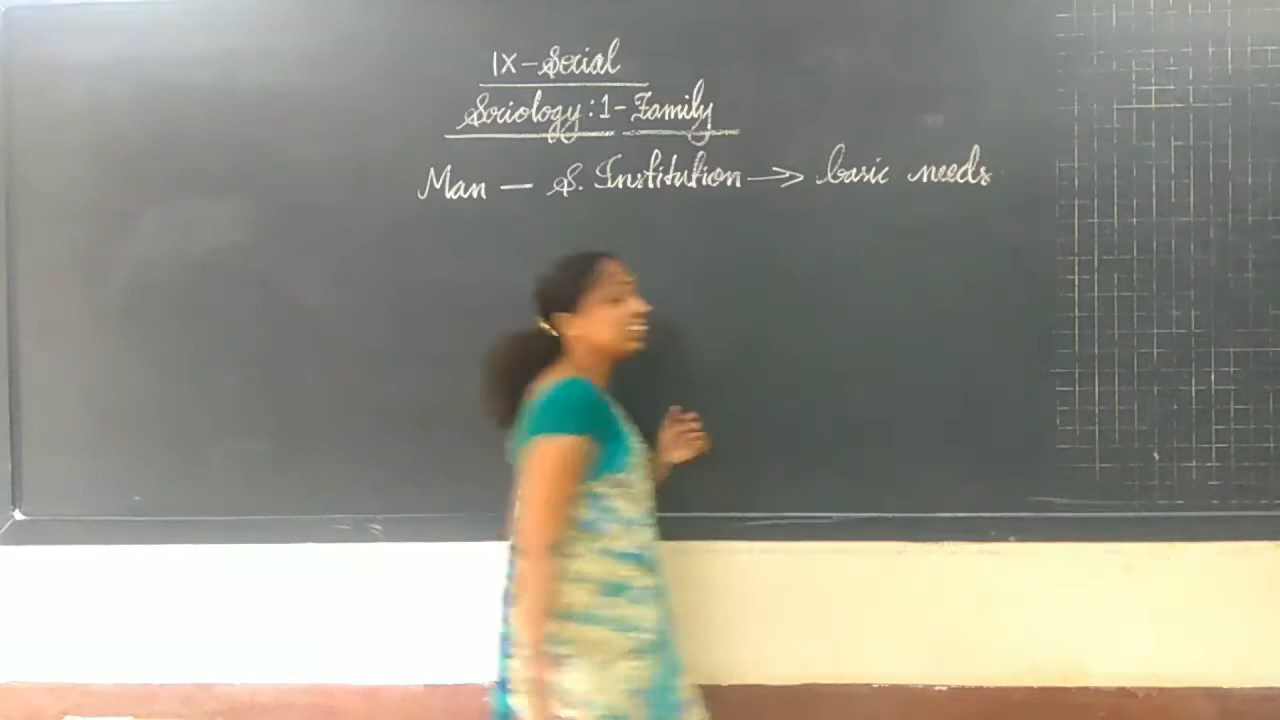 IX - Social
Sociology : 1 - Family
Man — S. Institution → basic needs